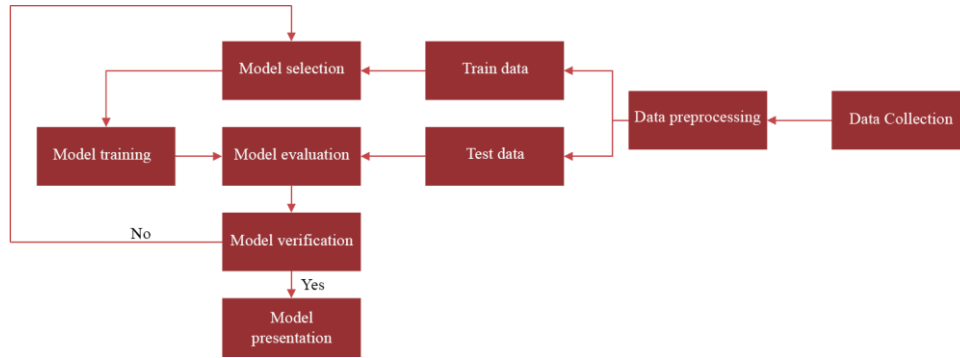 Model selection
Train data
Data preprocessing
Data Collection
Model training
Model evaluation
Test data
No
Model verification
Yes
Model
presentation